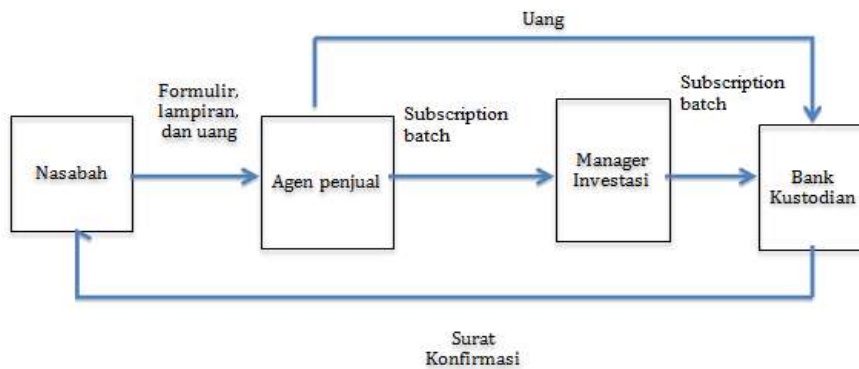 Uang
Formulir,
lampiran,
dan uang
Subscription
batch
Subscription
batch
Nasabah
Agen penjual
Manager
Investasi
Bank
Kustodian
Surat
Konfirmasi